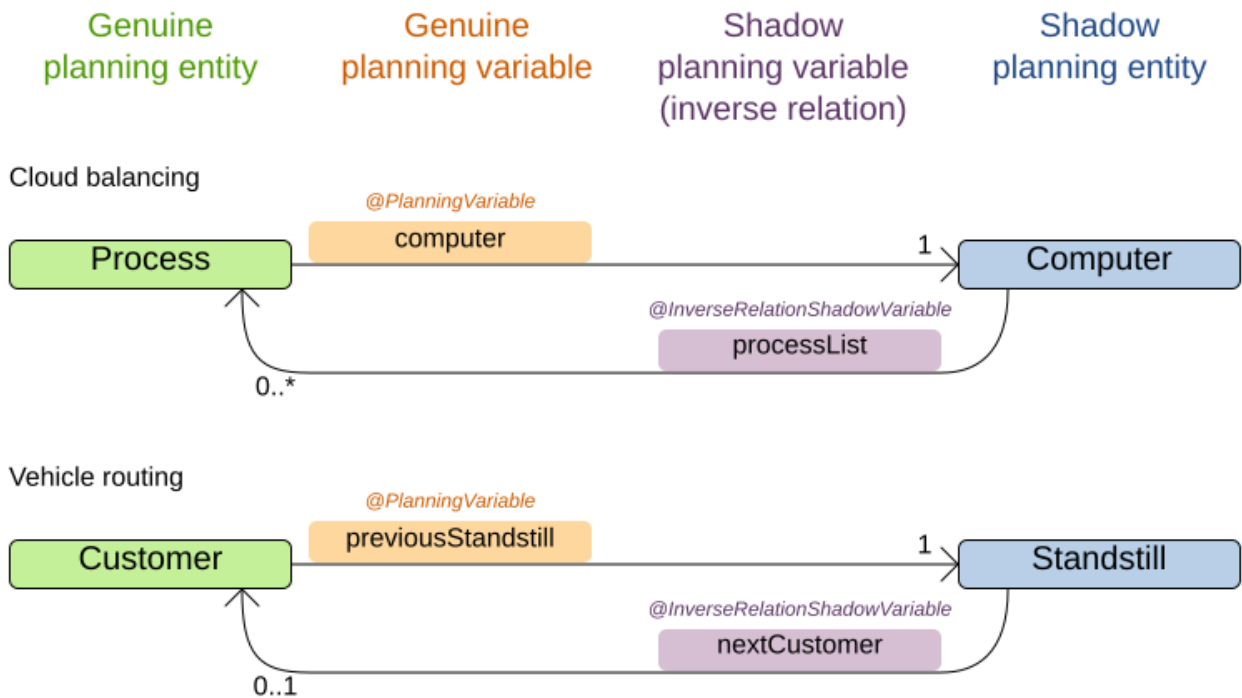 Genuine
planning entity
Genuine
planning variable
Shadow
planning variable
(inverse relation)
Shadow
planning entity
Cloud balancing
@PlanningVariable
computer
Process
1
Computer
@InverseRelationShadowVariable
processList
0..*
Vehicle routing
@PlanningVariable
previousStandstill
Customer
1
Standstill
@InverseRelationShadowVariable
nextCustomer
0..1